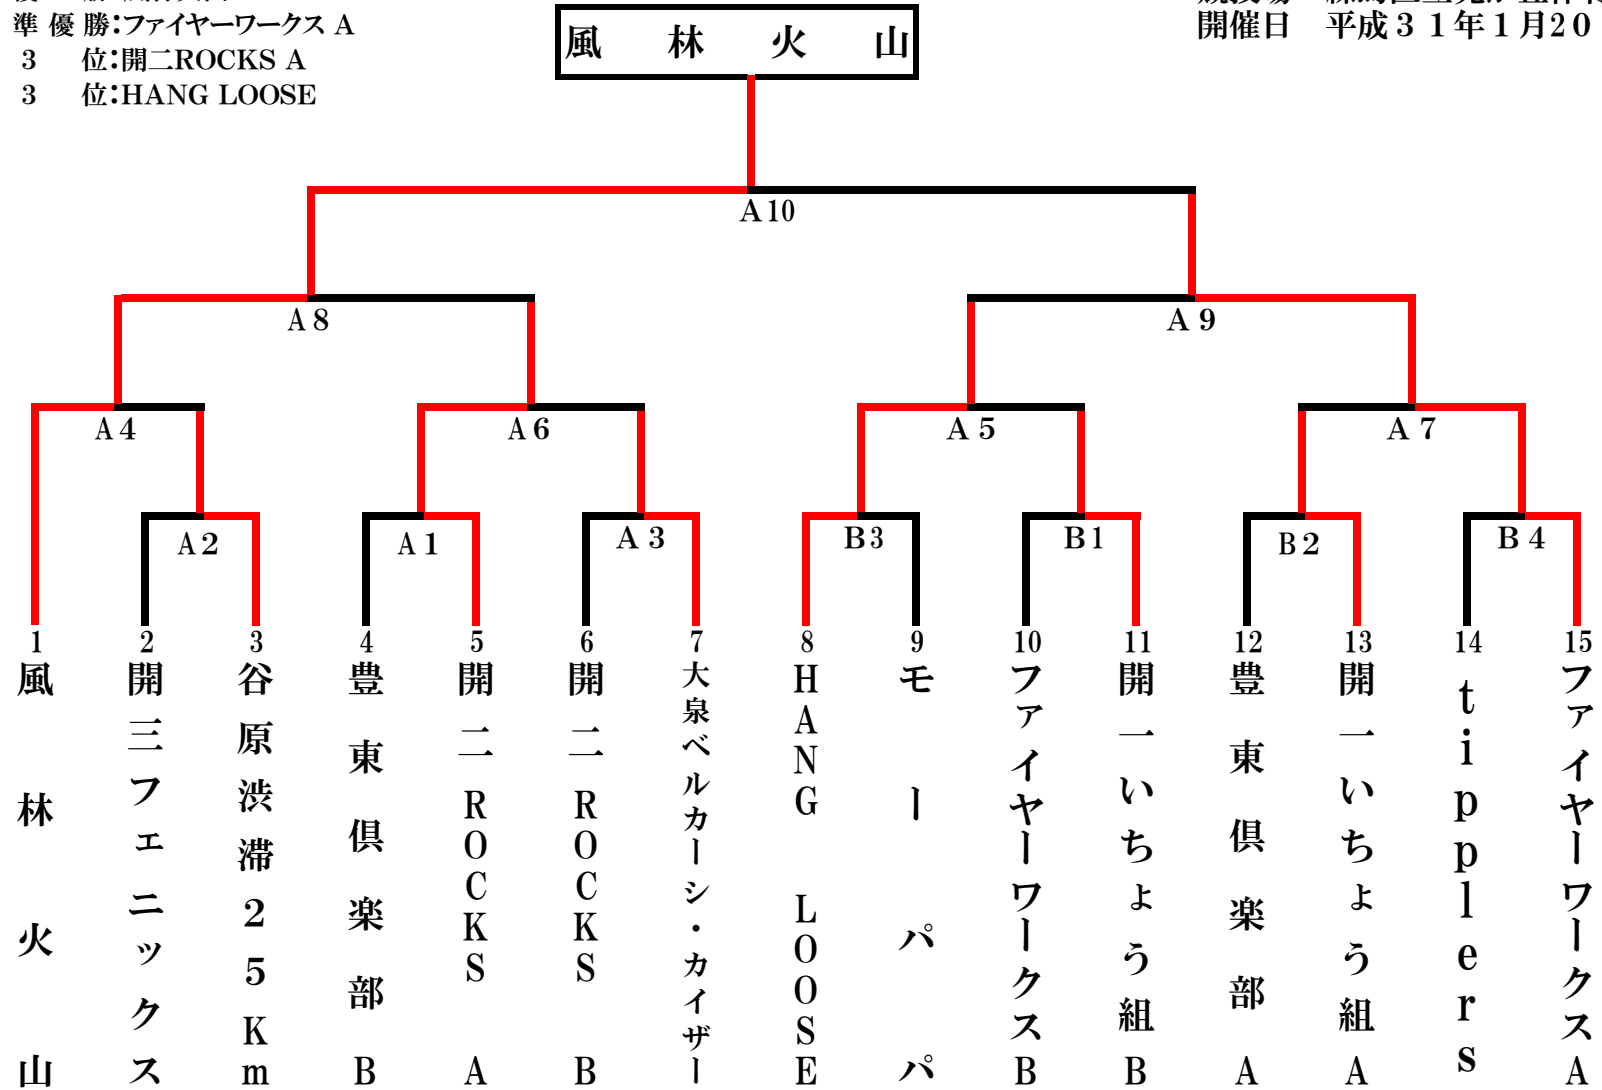 準優勝:ファイヤーワークス A
3 位:開二ROCKS A
3 位:HANG LOOSE
風 林 火 山
開催日 平成３１年１月20
A10
A8
A9
A4
A6
A5
A7
A2
A1
A3
B3
B1
B2
B4
1
2
3
4
5
6
7
8
9
10
11
12
13
14
15
風林火山
開三フェニックス
谷原渋滞25Km
豊東倶楽部B
開二ROCKS A
開二ROCKS B
大泉ベルカーシ・カイザー
HANG LOOSE
モーパパ
ファイヤーワークスB
開一いちょう組B
豊東倶楽部A
開一いちょう組A
tipplers
ファイヤーワークスA